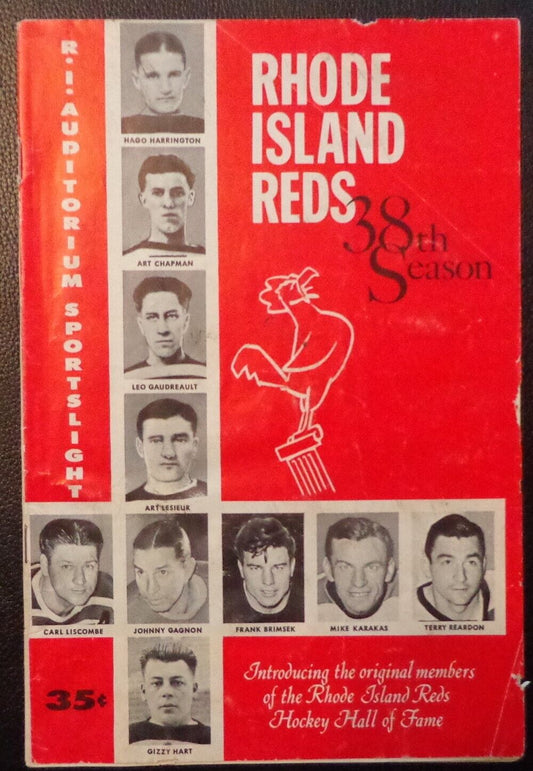 R.I. AUDITORIUM SPORTSLIGHT
RHODE
ISLAND
REDS
38th
Season
HAGO HARRINGTON
ART CHAPMAN
LEO GAUDREAULT
ART LESIEUR
CARL LISCOMBE
JOHNNY GAGNON
FRANK BRIMSEK
MIKE KARAKAS
TERRY REARDON
GIZZY HART
35¢
Introducing the original members
of the Rhode Island Reds
Hockey Hall of Fame